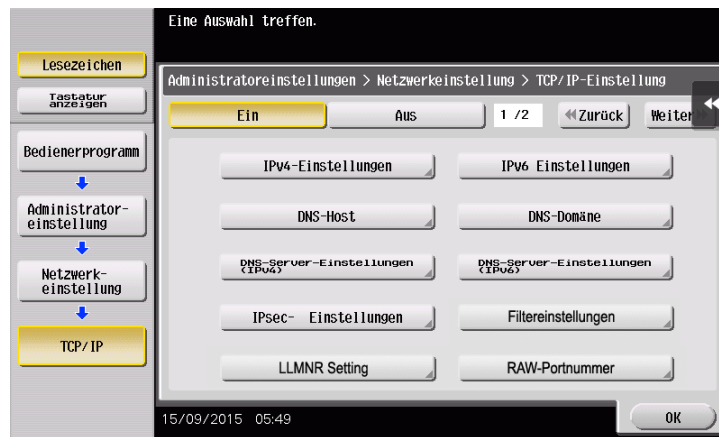 Eine Auswahl treffen.
Lesezeichen
Tastatur
anzeigen
Bedienerprogramm
Administrator-
einstellung
Netzwerk-
einstellung
TCP/IP
Administratoreinstellungen > Netzwerkeinstellung > TCP/IP-Einstellung
Ein Aus 1 /2 Zurück Weiter
IPv4-Einstellungen IPv6 Einstellungen
DNS-Host DNS-Domäne
DNS-Server-Einstellungen
(IPv4)
DNS-Server-Einstellungen
(IPv6)
IPsec- Einstellungen Filtereinstellungen
LLMNR Setting RAW-Portnummer
15/09/2015 05:49
OK